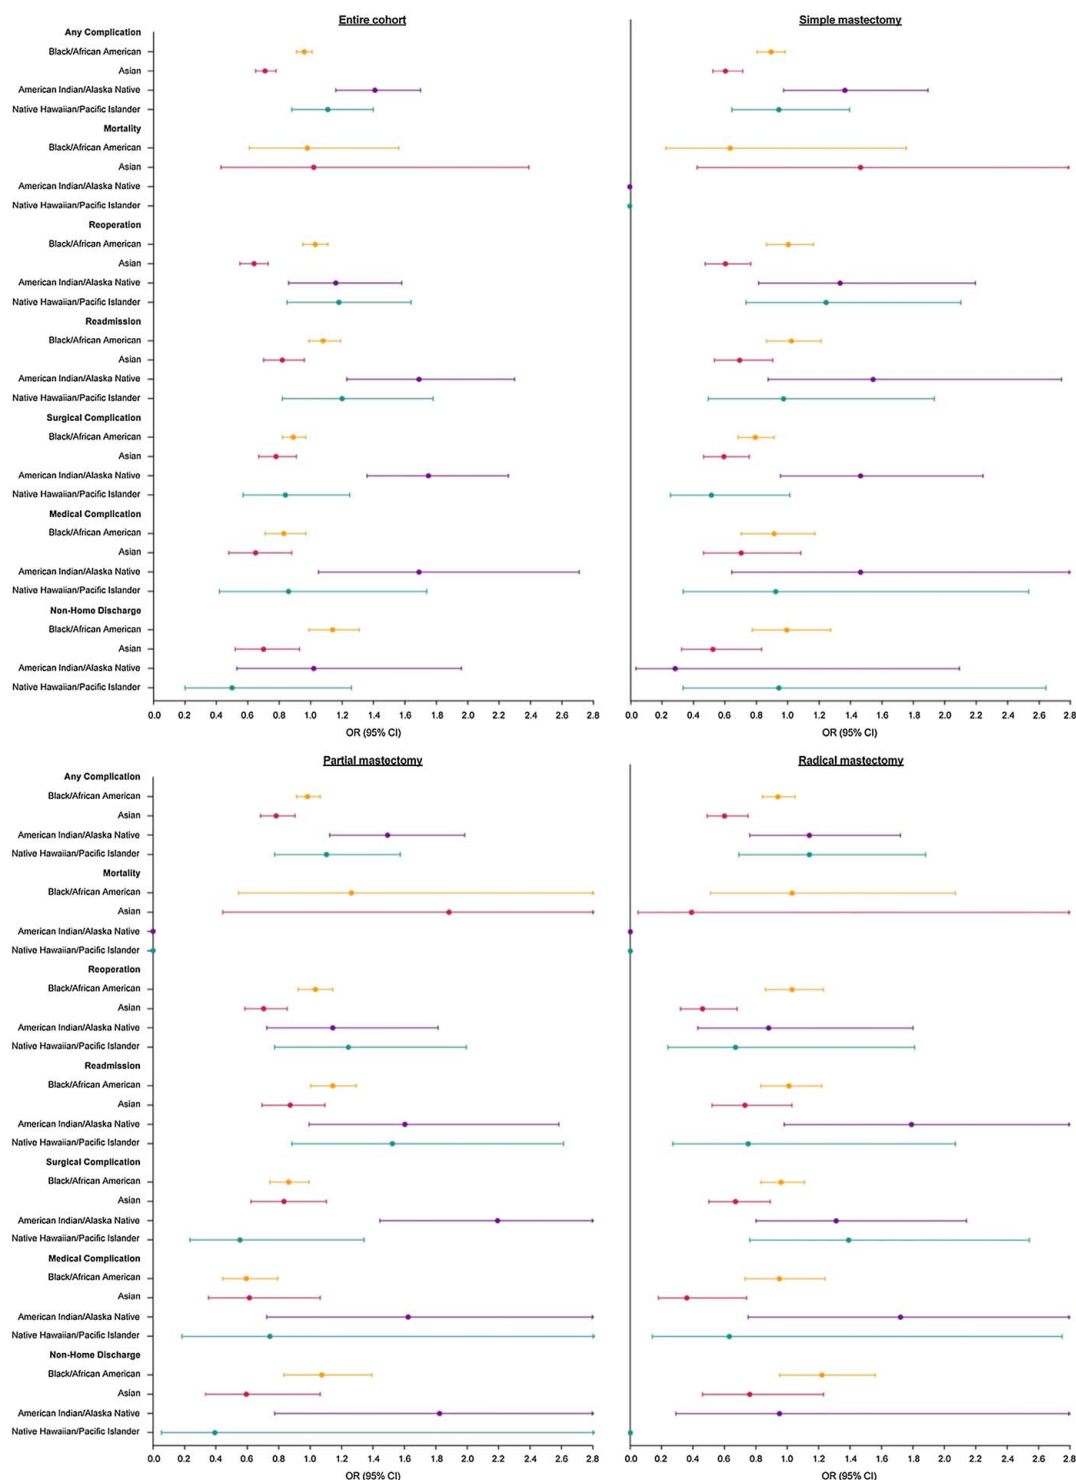 Entire cohort
Simple mastectomy
Any Complication
Black/African American
Asian
American Indian/Alaska Native
Native Hawaiian/Pacific Islander
Mortality
Black/African American
Asian
American Indian/Alaska Native
Native Hawaiian/Pacific Islander
Reoperation
Black/African American
Asian
American Indian/Alaska Native
Native Hawaiian/Pacific Islander
Readmission
Black/African American
Asian
American Indian/Alaska Native
Native Hawaiian/Pacific Islander
Surgical Complication
Black/African American
Asian
American Indian/Alaska Native
Native Hawaiian/Pacific Islander
Medical Complication
Black/African American
Asian
American Indian/Alaska Native
Native Hawaiian/Pacific Islander
Non-Home Discharge
Black/African American
Asian
American Indian/Alaska Native
Native Hawaiian/Pacific Islander
0.0 0.2 0.4 0.6 0.8 1.0 1.2 1.4 1.6 1.8 2.0 2.2 2.4 2.6 2.8
0.0 0.2 0.4 0.6 0.8 1.0 1.2 1.4 1.6 1.8 2.0 2.2 2.4 2.6 2.8
OR (95% CI)
OR (95% CI)
Partial mastectomy
Radical mastectomy
Any Complication
Black/African American
Asian
American Indian/Alaska Native
Native Hawaiian/Pacific Islander
Mortality
Black/African American
Asian
American Indian/Alaska Native
Native Hawaiian/Pacific Islander
Reoperation
Black/African American
Asian
American Indian/Alaska Native
Native Hawaiian/Pacific Islander
Readmission
Black/African American
Asian
American Indian/Alaska Native
Native Hawaiian/Pacific Islander
Surgical Complication
Black/African American
Asian
American Indian/Alaska Native
Native Hawaiian/Pacific Islander
Medical Complication
Black/African American
Asian
American Indian/Alaska Native
Native Hawaiian/Pacific Islander
Non-Home Discharge
Black/African American
Asian
American Indian/Alaska Native
Native Hawaiian/Pacific Islander
0.0 0.2 0.4 0.6 0.8 1.0 1.2 1.4 1.6 1.8 2.0 2.2 2.4 2.6 2.8
0.0 0.2 0.4 0.6 0.8 1.0 1.2 1.4 1.6 1.8 2.0 2.2 2.4 2.6 2.8
OR (95% CI)
OR (95% CI)